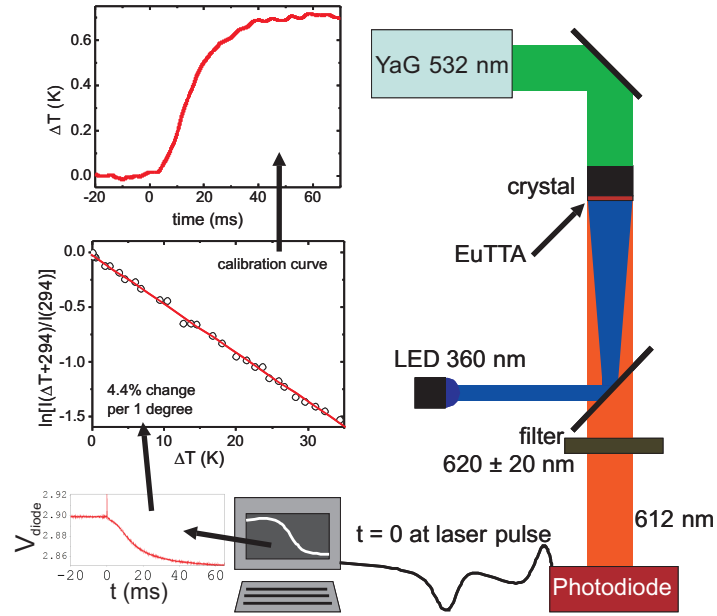 0.6
0.4
0.2
0.0
ΔT (K)
-20 0 20 40 60
time (ms)
0.0
-0.5
-1.0
-1.5
ln[I(ΔT+294)/I(294)]
calibration curve
4.4% change
per 1 degree
0 10 20 30
ΔT (K)
2.92
2.90
2.88
2.86
V_diode
-20 0 20 40 60
t (ms)
t = 0 at laser pulse
YaG 532 nm
crystal
EuTTA
LED 360 nm
filter
620 ± 20 nm
612 nm
Photodiode